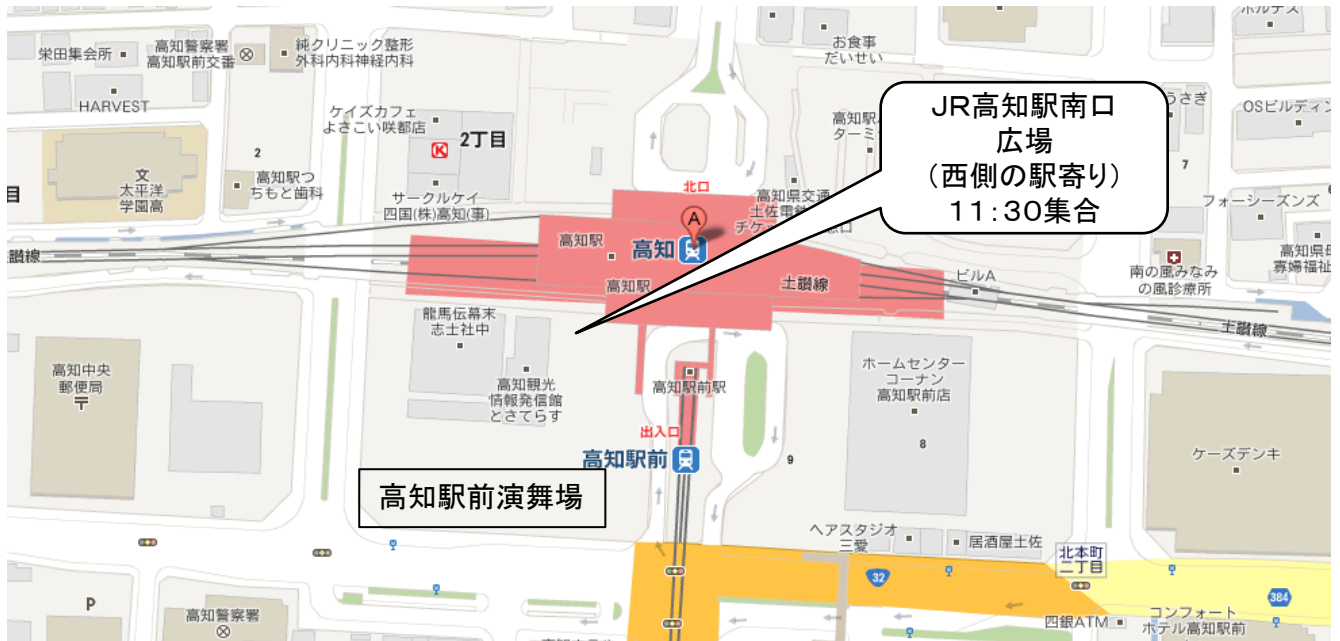 ポルテス
栄田集会所
高知警察署
高知駅前交番
純クリニック整形
外科内科神経内科
お食事
だいせい
HARVEST
ケイズカフェ
よさこい咲都店
2丁目
K
JR高知駅南口
広場
(西側の駅寄り)
11:30集合
うさぎ
OSビルディン
高知駅
ターミ
2
7
文
太平洋
学園高
目
高知駅つ
ちもと歯科
サークルケイ
四国(株)高知(事)
北口
高知県交通
土佐電鉄
チケッ
口
フォーシーズンズ
A
高知駅
高知
高知駅
土讃線
讃線
ビルA
南の風みなみ
の風診療所
高知県母
寡婦福祉
土讃線
龍馬伝幕末
志士社中
高知中央
郵便局
〒
高知観光
情報発信館
とさてらす
高知駅前駅
ホームセンター
コーナン
高知駅前店
8
出入口
高知駅前
9
ケーズデンキ
高知駅前演舞場
ヘアスタジオ
三愛
居酒屋土佐
北本町
二丁目
32
384
P
高知警察署
四銀ATM
コンフォート
ホテル高知駅前